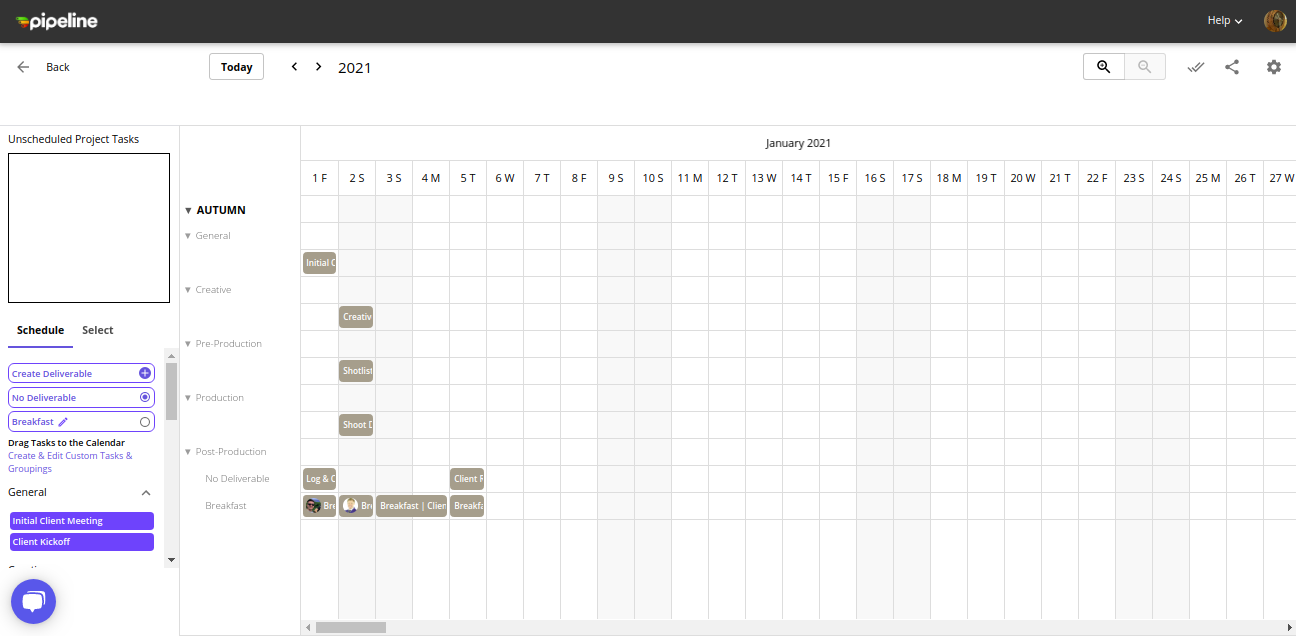 pipeline
Help
Back
Today
2021
Unscheduled Project Tasks
January 2021
1 F 2 S 3 S 4 M 5 T 6 W 7 T 8 F 9 S 10 S 11 M 12 T 13 W 14 T 15 F 16 S 17 S 18 M 19 T 20 W 21 T 22 F 23 S 24 S 25 M 26 T 27 W
AUTUMN
General
Initial C
Creative
Creativ
Pre-Production
Shotlist
Production
Shoot D
Post-Production
No Deliverable
Log & C
Client F
Breakfast
Bre
Bre
Breakfast | Clien
Breakfa
Schedule
Select
Create Deliverable
No Deliverable
Breakfast
Drag Tasks to the Calendar
Create & Edit Custom Tasks &
Groupings
General
Initial Client Meeting
Client Kickoff